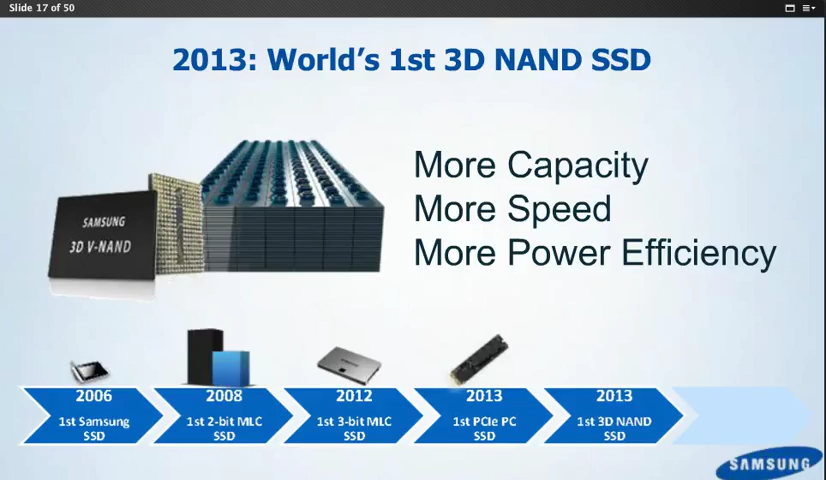 Slide 17 of 50
2013: World's 1st 3D NAND SSD
More Capacity
More Speed
More Power Efficiency
SAMSUNG
3D V-NAND
2006
1st Samsung
SSD
2008
1st 2-bit MLC
SSD
2012
1st 3-bit MLC
SSD
2013
1st PCIe PC
SSD
2013
1st 3D NAND
SSD
SAMSUNG